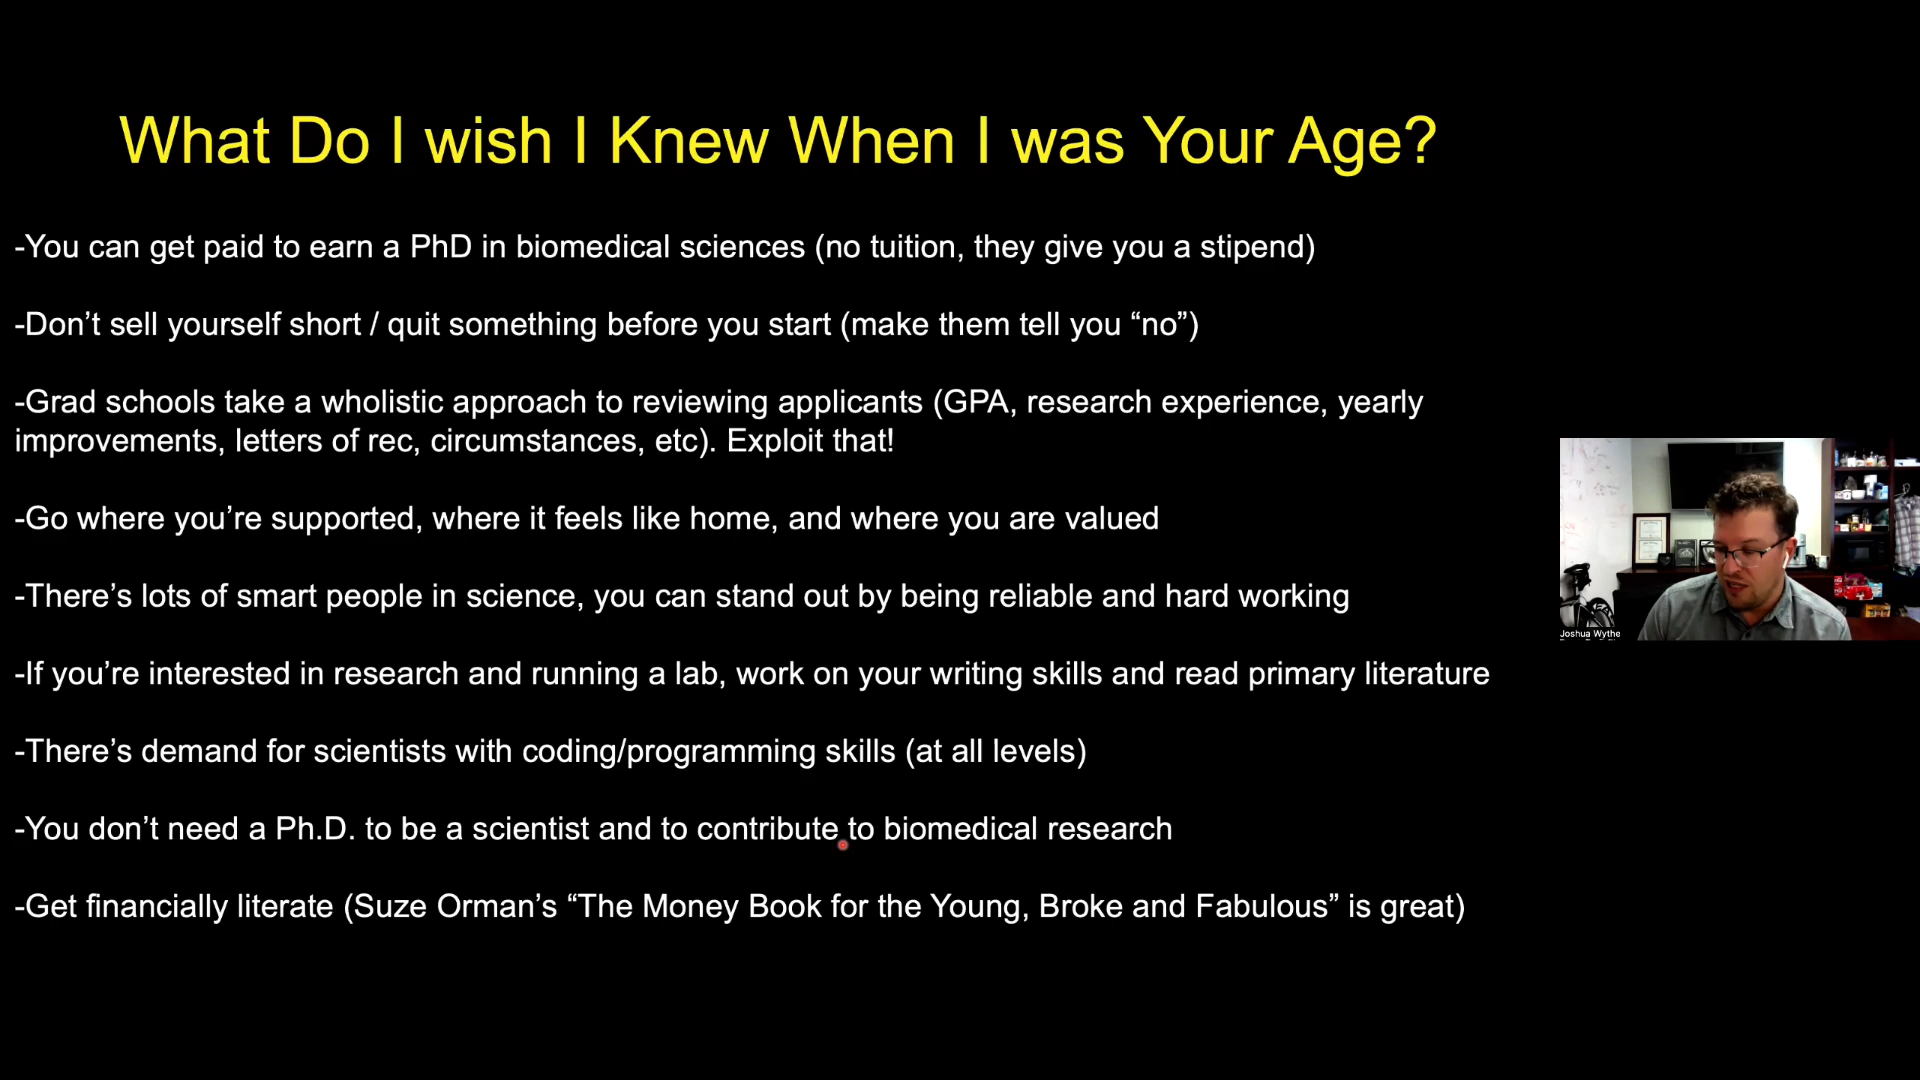 What Do I wish I Knew When I was Your Age?
-You can get paid to earn a PhD in biomedical sciences (no tuition, they give you a stipend)
-Don’t sell yourself short / quit something before you start (make them tell you “no”)
-Grad schools take a wholistic approach to reviewing applicants (GPA, research experience, yearly
improvements, letters of rec, circumstances, etc). Exploit that!
-Go where you’re supported, where it feels like home, and where you are valued
-There’s lots of smart people in science, you can stand out by being reliable and hard working
-If you’re interested in research and running a lab, work on your writing skills and read primary literature
-There’s demand for scientists with coding/programming skills (at all levels)
-You don’t need a Ph.D. to be a scientist and to contribute to biomedical research
-Get financially literate (Suze Orman’s “The Money Book for the Young, Broke and Fabulous” is great)
Joshua Wythe